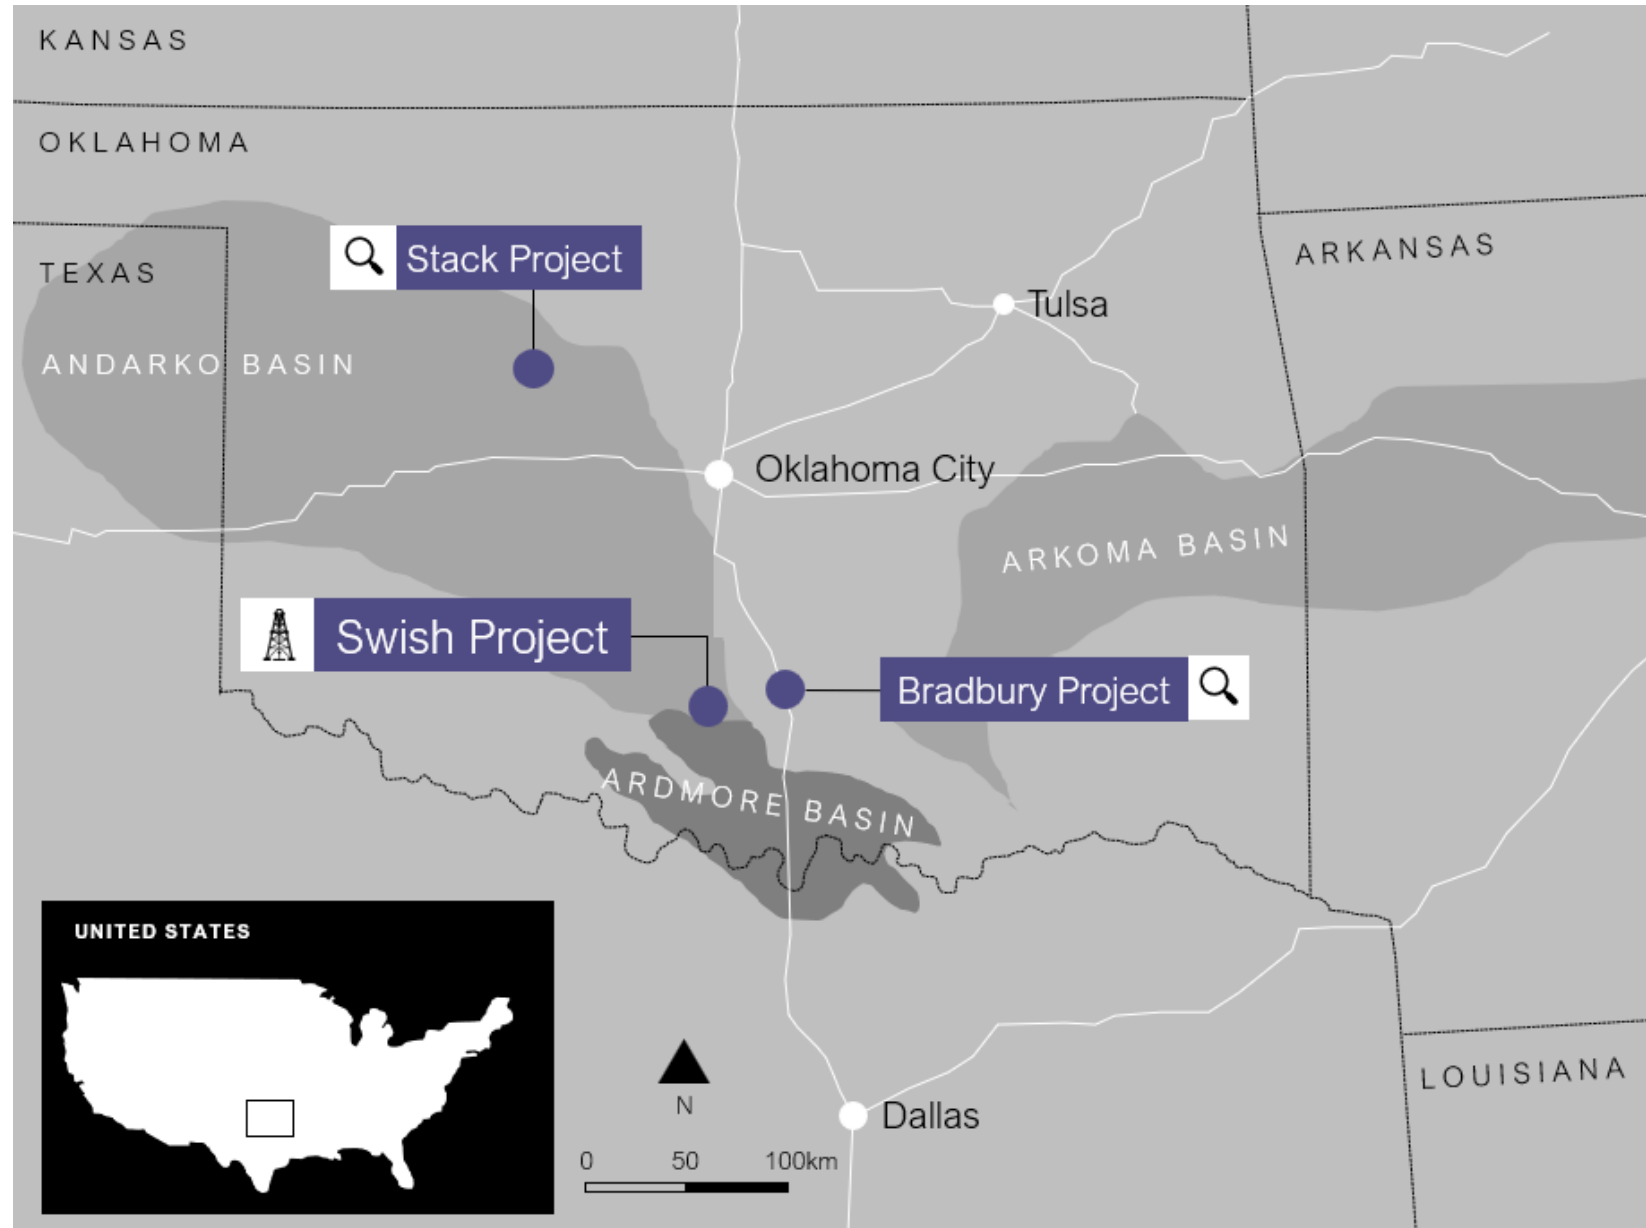 KANSAS
OKLAHOMA
TEXAS
ARKANSAS
Stack Project
Tulsa
ANDARKO BASIN
Oklahoma City
ARKOMA BASIN
Swish Project
Bradbury Project
ARDMORE BASIN
UNITED STATES
LOUISIANA
N
Dallas
0 50 100km